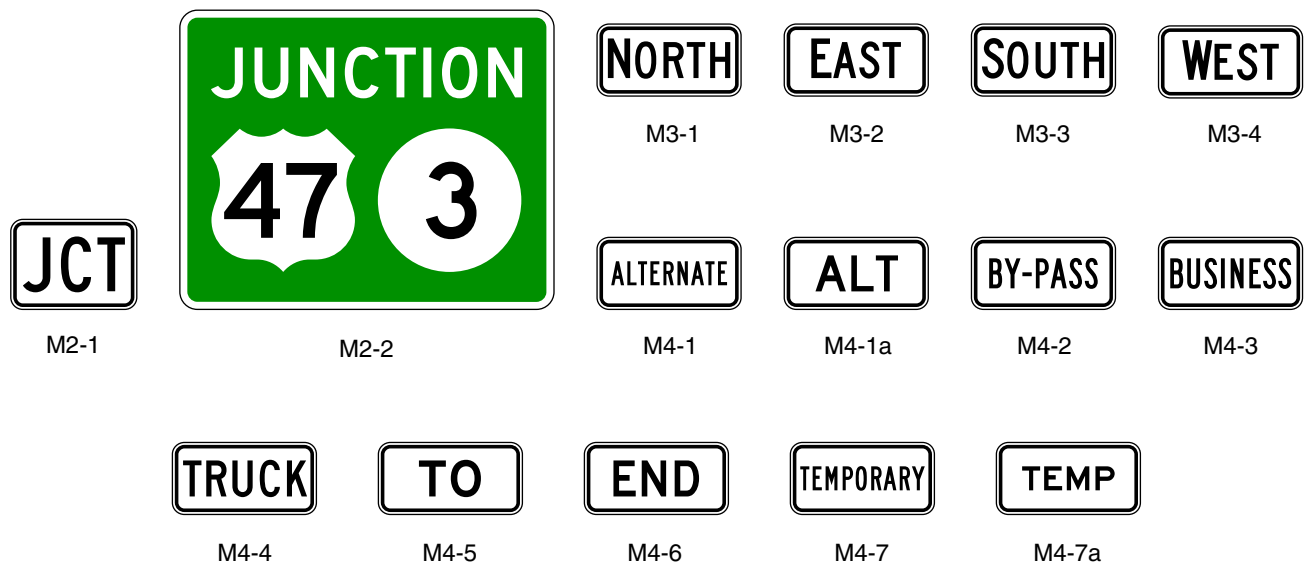 JUNCTION
47 3
M2-2
JCT
M2-1
NORTH
M3-1
EAST
M3-2
SOUTH
M3-3
WEST
M3-4
ALTERNATE
M4-1
ALT
M4-1a
BY-PASS
M4-2
BUSINESS
M4-3
TRUCK
M4-4
TO
M4-5
END
M4-6
TEMPORARY
M4-7
TEMP
M4-7a